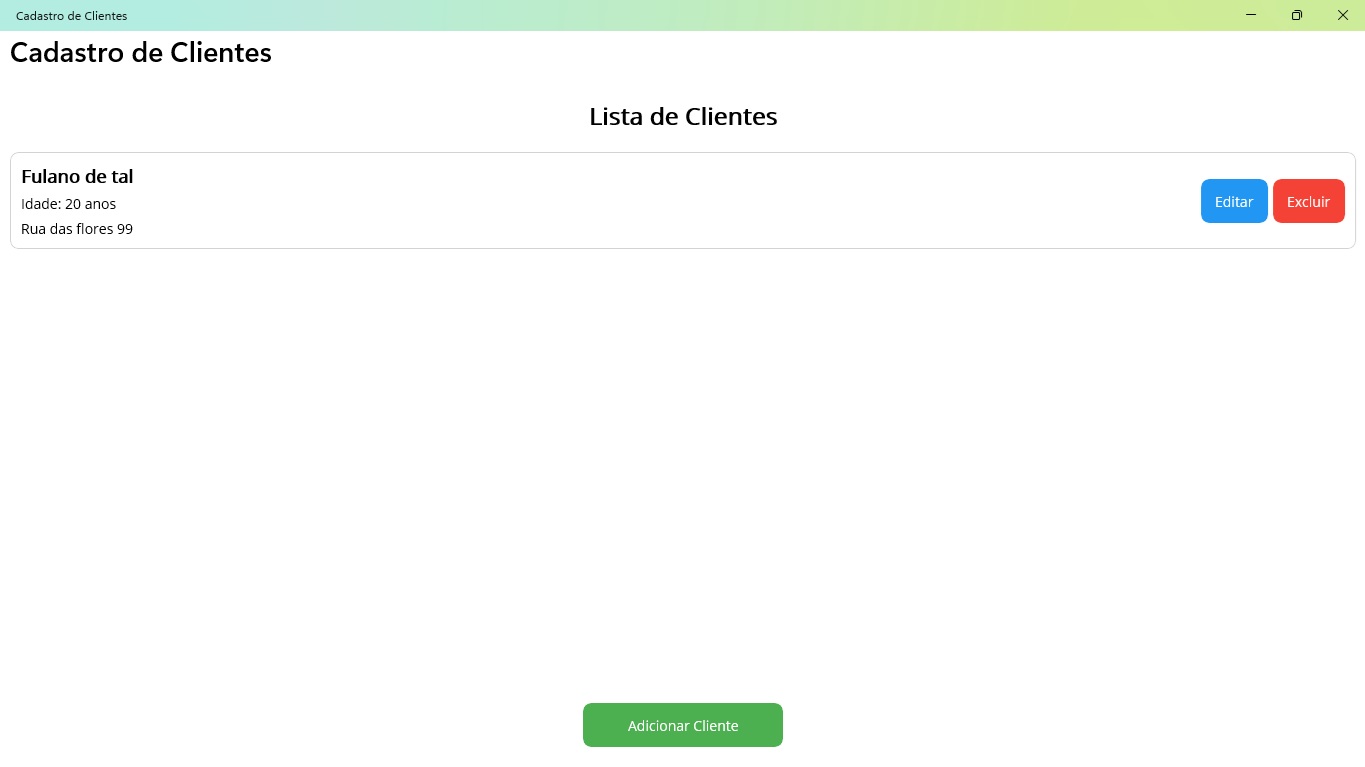 Cadastro de Clientes
Cadastro de Clientes
Lista de Clientes
Fulano de tal
Idade: 20 anos
Rua das flores 99
Editar
Excluir
Adicionar Cliente